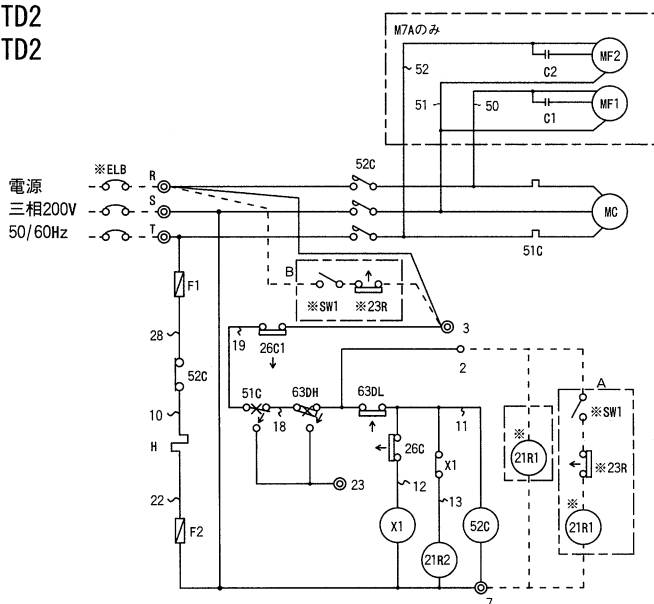 TD2
TD2
M7Aのみ
MF2
52
C2
51
50
MF1
C1
※ELB
R
52C
電源
三相200V
50/60Hz
S
T
MC
51C
F1
B
※SW1
※23R
3
28
19
26C1
2
52C
51C
63DH
63DL
A
※SW1
10
18
11
※
26C
X1
21R1
※23R
H
23
12
13
※
22
X1
52C
21R1
F2
21R2
7